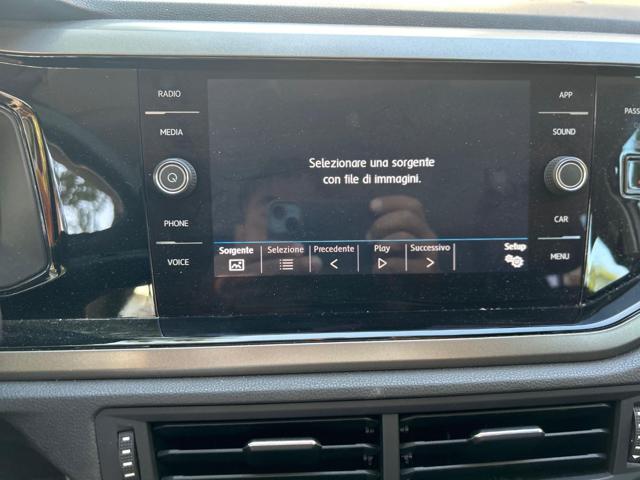 RADIO
MEDIA
PHONE
VOICE
Selezionare una sorgente
con file di immagini.
Sorgente
Selezione
Precedente
Play
Successivo
Setup
APP
SOUND
CAR
MENU